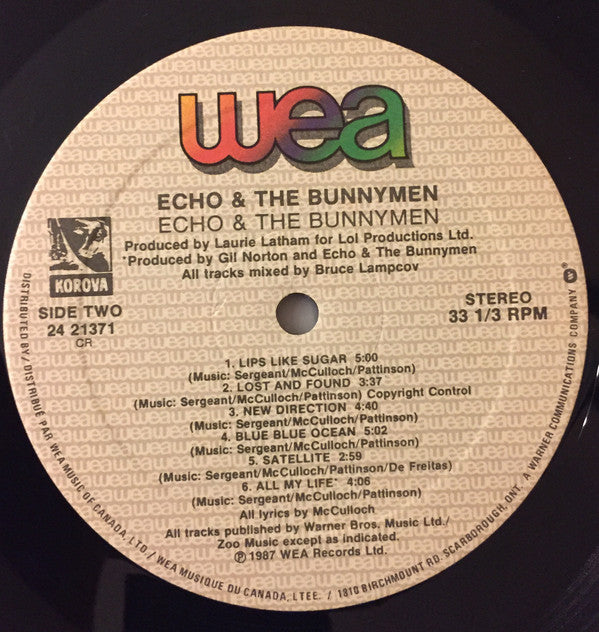 wea
ECHO & THE BUNNYMEN
ECHO & THE BUNNYMEN
Produced by Laurie Latham for Lol Productions Ltd.
*Produced by Gil Norton and Echo & The Bunnymen
All tracks mixed by Bruce Lampcov
KOROVA
SIDE TWO
24 21371
CR
STEREO
33 1/3 RPM
1. LIPS LIKE SUGAR 5:00
(Music: Sergeant/McCulloch/Pattinson)
2. LOST AND FOUND 3:37
(Music: Sergeant/McCulloch/Pattinson) Copyright Control
3. NEW DIRECTION 4:40
(Music: Sergeant/McCulloch/Pattinson)
4. BLUE BLUE OCEAN 5:02
(Music: Sergeant/McCulloch/Pattinson)
5. SATELLITE 2:59
(Music: Sergeant/McCulloch/Pattinson/De Freitas)
6. ALL MY LIFE* 4:06
(Music: Sergeant/McCulloch/Pattinson)
All lyrics by McCulloch
All tracks published by Warner Bros. Music Ltd./
Zoo Music except as indicated.
℗ 1987 WEA Records Ltd.
DISTRIBUTED BY / DISTRIBUÉ PAR WEA MUSIC OF CANADA, LTD. / WEA MUSIQUE DU CANADA, LTEE. / 1810 BIRCHMOUNT RD. SCARBOROUGH, ONT. A WARNER COMMUNICATIONS COMPANY ®